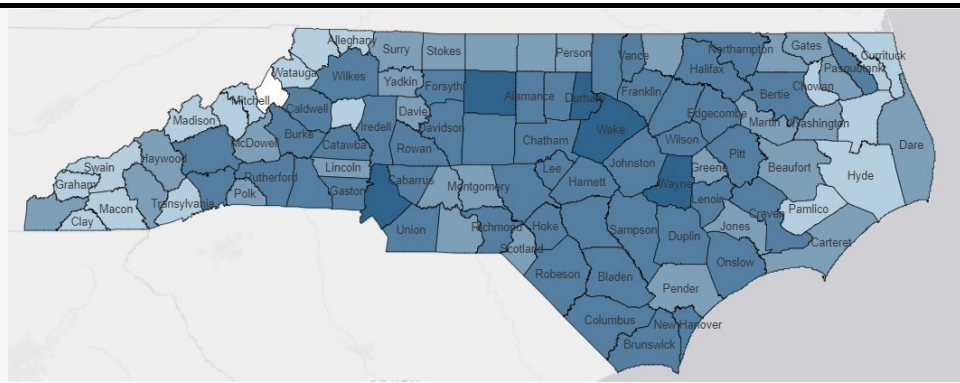 Alleghany
Surry
Stokes
Person
Vance
Northampton
Gates
Currituck
Pasquotank
Watauga
Wilkes
Yadkin
Forsyth
Halifax
Bertie
Chowan
Mitchell
Caldwell
Alamance
Durham
Franklin
Madison
Davie
Edgecombe
Martin
Washington
Burke
Iredell
Davidson
Wake
Wilson
Dare
McDowell
Catawba
Rowan
Chatham
Pitt
Haywood
Swain
Rutherford
Lincoln
Lee
Johnston
Greene
Beaufort
Hyde
Graham
Polk
Gaston
Cabarrus
Montgomery
Harnett
Wayne
Macon
Transylvania
Lenoir
Pamlico
Clay
Union
Richmond
Hoke
Sampson
Duplin
Jones
Craven
Scotland
Carteret
Onslow
Robeson
Bladen
Pender
Columbus
New Hanover
Brunswick